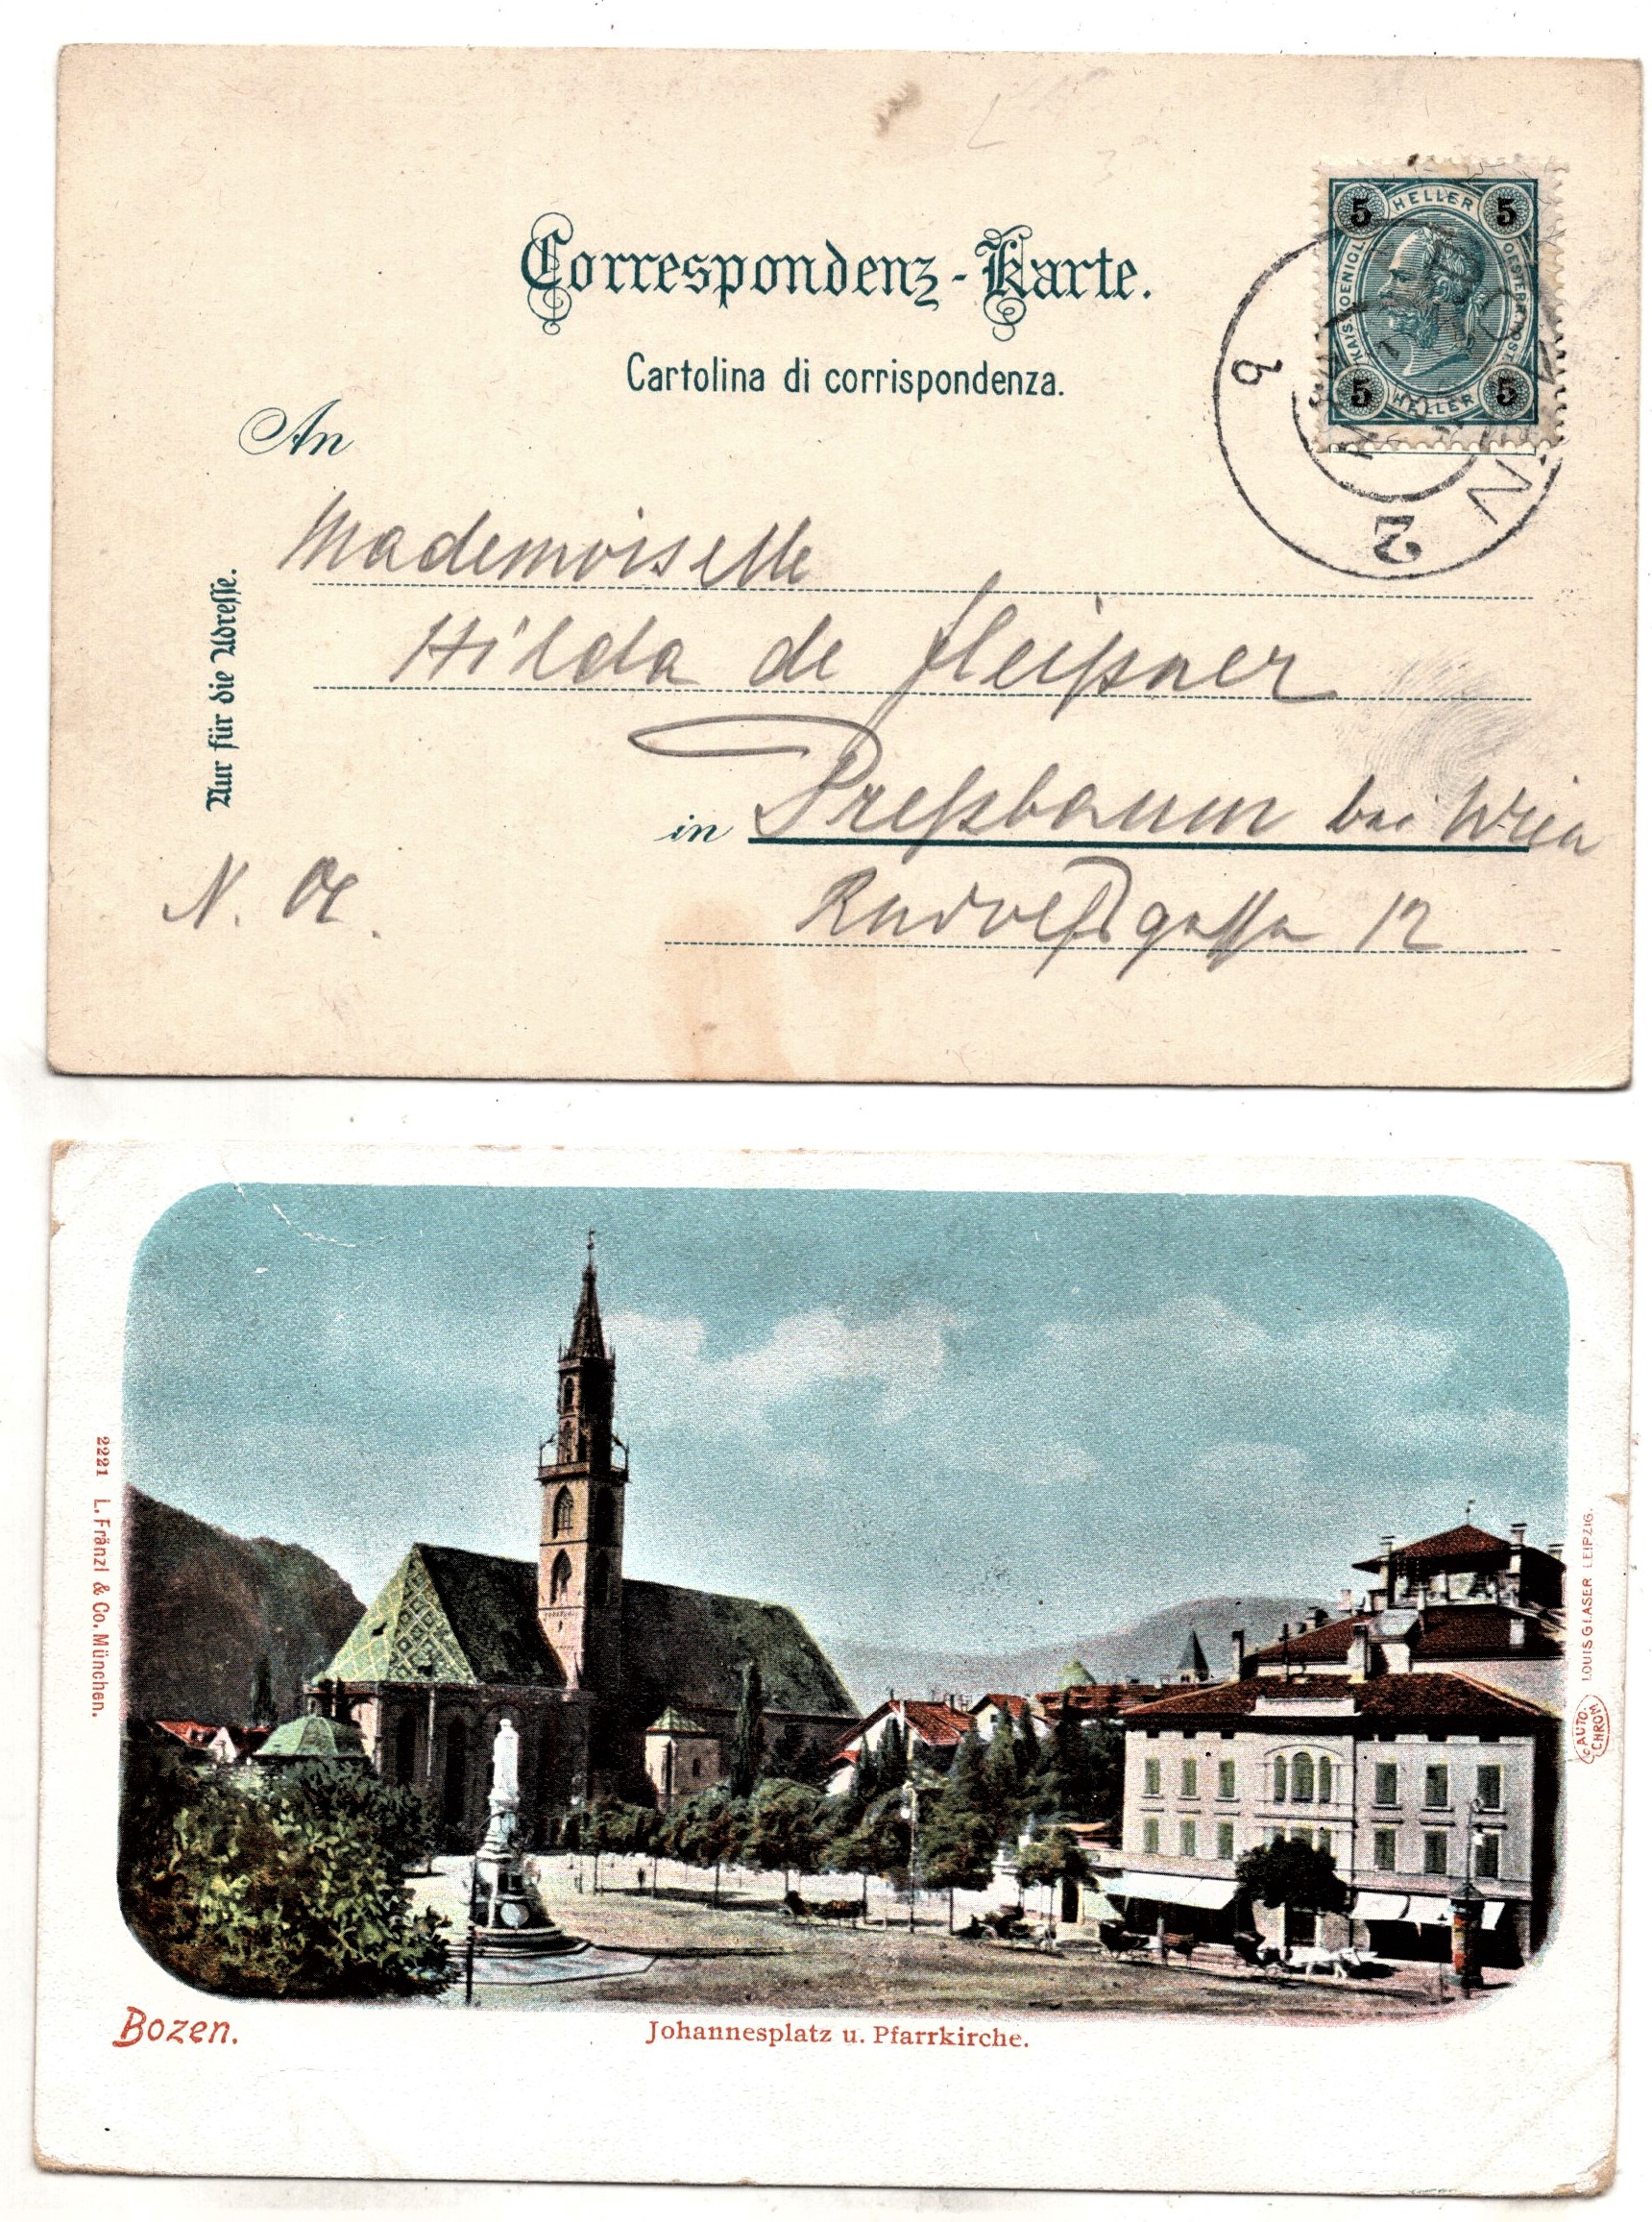 Correspondenz-Karte.
Cartolina di corrispondenza.
An
HELLER
KAIS. KOENIGL.
OESTERR. POST.
5 5
5 5
HELLER
b
2
Mademoiselle
Hilda de Fleißner
in Preßbaum bei Wien
12
N. Oe.
Nur für die Adresse.
2221 L. Fränzl & Co. München.
LOUIS GLASER LEIPZIG.
AUTO-
CHROM
Bozen.
Johannesplatz u. Pfarrkirche.